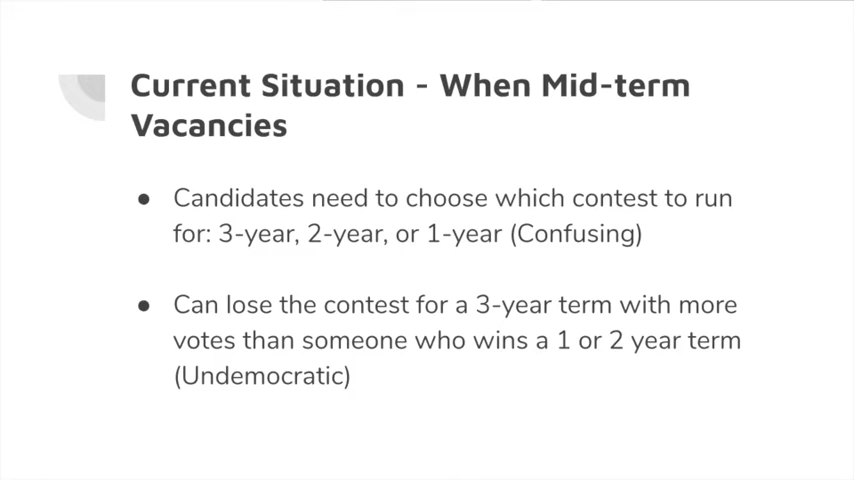 Current Situation - When Mid-term
Vacancies
● Candidates need to choose which contest to run
for: 3-year, 2-year, or 1-year (Confusing)
● Can lose the contest for a 3-year term with more
votes than someone who wins a 1 or 2 year term
(Undemocratic)